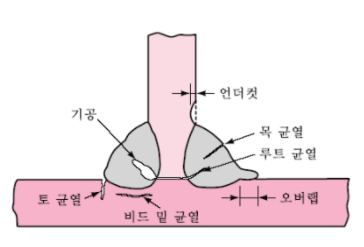 언더컷
기공
목 균열
루트 균열
토 균열
오버랩
비드 밑 균열